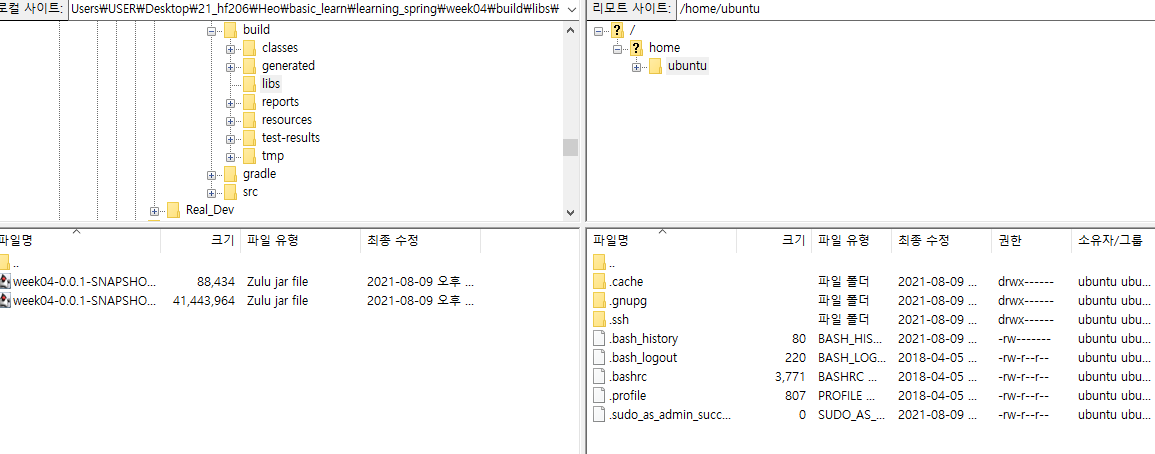 로컬 사이트: Users₩USER₩Desktop₩21_hf206₩Heo₩basic_learn₩learning_spring₩week04₩build₩libs₩
build
classes
generated
libs
reports
resources
test-results
tmp
gradle
src
Real_Dev
파일명 크기 파일 유형 최종 수정
..
week04-0.0.1-SNAPSHO... 88,434 Zulu jar file 2021-08-09 오후 ...
week04-0.0.1-SNAPSHO... 41,443,964 Zulu jar file 2021-08-09 오후 ...
리모트 사이트: /home/ubuntu
/
home
ubuntu
파일명 크기 파일 유형 최종 수정 권한 소유자/그룹
..
.cache 파일 폴더 2021-08-09 ... drwx------ ubuntu ubu...
.gnupg 파일 폴더 2021-08-09 ... drwx------ ubuntu ubu...
.ssh 파일 폴더 2021-08-09 ... drwx------ ubuntu ubu...
.bash_history 80 BASH_HIS... 2021-08-09 ... -rw------- ubuntu ubu...
.bash_logout 220 BASH_LOG... 2018-04-05 ... -rw-r--r-- ubuntu ubu...
.bashrc 3,771 BASHRC ... 2018-04-05 ... -rw-r--r-- ubuntu ubu...
.profile 807 PROFILE ... 2018-04-05 ... -rw-r--r-- ubuntu ubu...
.sudo_as_admin_succ... 0 SUDO_AS_... 2021-08-09 ... -rw-r--r-- ubuntu ubu...